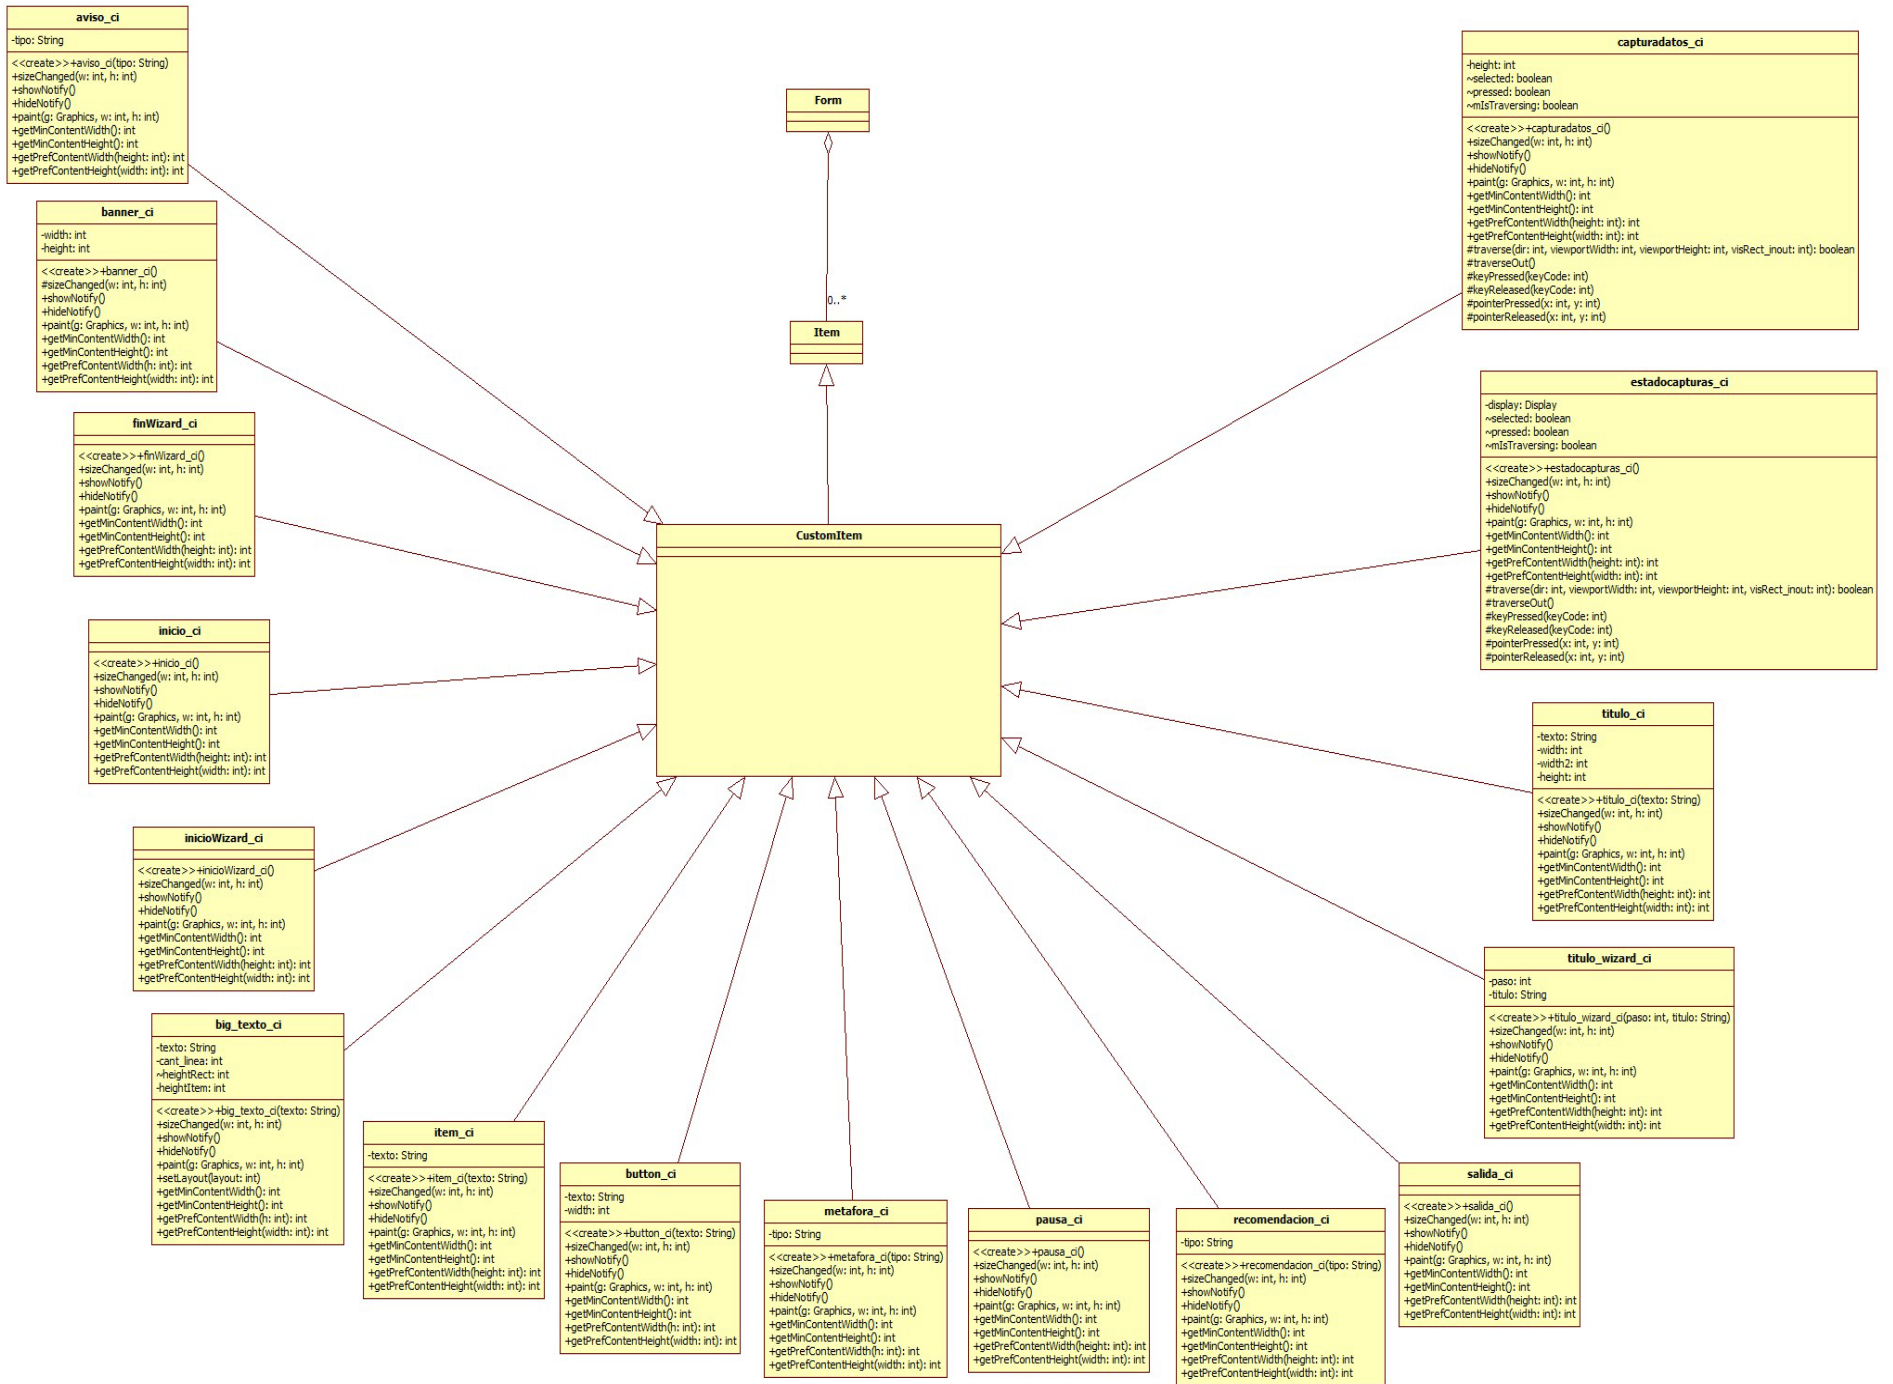 aviso_ci
-tipo: String
<<create>>+aviso_ci(tipo: String)
+sizeChanged(w: int, h: int)
+showNotify()
+hideNotify()
+paint(g: Graphics, w: int, h: int)
+getMinContentWidth(): int
+getMinContentHeight(): int
+getPrefContentWidth(height: int): int
+getPrefContentHeight(width: int): int
banner_ci
-width: int
-height: int
<<create>>+banner_ci()
#sizeChanged(w: int, h: int)
+showNotify()
+hideNotify()
+paint(g: Graphics, w: int, h: int)
+getMinContentWidth(): int
+getMinContentHeight(): int
+getPrefContentWidth(h: int): int
+getPrefContentHeight(width: int): int
finWizard_ci
<<create>>+finWizard_ci()
+sizeChanged(w: int, h: int)
+showNotify()
+hideNotify()
+paint(g: Graphics, w: int, h: int)
+getMinContentWidth(): int
+getMinContentHeight(): int
+getPrefContentWidth(height: int): int
+getPrefContentHeight(width: int): int
inicio_ci
<<create>>+inicio_ci()
+sizeChanged(w: int, h: int)
+showNotify()
+hideNotify()
+paint(g: Graphics, w: int, h: int)
+getMinContentWidth(): int
+getMinContentHeight(): int
+getPrefContentWidth(height: int): int
+getPrefContentHeight(width: int): int
inicioWizard_ci
<<create>>+inicioWizard_ci()
+sizeChanged(w: int, h: int)
+showNotify()
+hideNotify()
+paint(g: Graphics, w: int, h: int)
+getMinContentWidth(): int
+getMinContentHeight(): int
+getPrefContentWidth(height: int): int
+getPrefContentHeight(width: int): int
big_texto_ci
-texto: String
-cant_linea: int
~heightRect: int
-heightItem: int
<<create>>+big_texto_ci(texto: String)
+sizeChanged(w: int, h: int)
+showNotify()
+hideNotify()
+paint(g: Graphics, w: int, h: int)
+setLayout(layout: int)
+getMinContentWidth(): int
+getMinContentHeight(): int
+getPrefContentWidth(h: int): int
+getPrefContentHeight(width: int): int
item_ci
-texto: String
<<create>>+item_ci(texto: String)
+sizeChanged(w: int, h: int)
+showNotify()
+hideNotify()
+paint(g: Graphics, w: int, h: int)
+getMinContentWidth(): int
+getMinContentHeight(): int
+getPrefContentWidth(height: int): int
+getPrefContentHeight(width: int): int
button_ci
-texto: String
-width: int
<<create>>+button_ci(texto: String)
+sizeChanged(w: int, h: int)
+showNotify()
+hideNotify()
+paint(g: Graphics, w: int, h: int)
+getMinContentWidth(): int
+getMinContentHeight(): int
+getPrefContentWidth(h: int): int
+getPrefContentHeight(width: int): int
metafora_ci
-tipo: String
<<create>>+metafora_ci(tipo: String)
+sizeChanged(w: int, h: int)
+showNotify()
+hideNotify()
+paint(g: Graphics, w: int, h: int)
+getMinContentWidth(): int
+getMinContentHeight(): int
+getPrefContentWidth(h: int): int
+getPrefContentHeight(width: int): int
pausa_ci
<<create>>+pausa_ci()
+sizeChanged(w: int, h: int)
+showNotify()
+hideNotify()
+paint(g: Graphics, w: int, h: int)
+getMinContentWidth(): int
+getMinContentHeight(): int
+getPrefContentWidth(height: int): int
+getPrefContentHeight(width: int): int
recomendacion_ci
-tipo: String
<<create>>+recomendacion_ci(tipo: String)
+sizeChanged(w: int, h: int)
+showNotify()
+hideNotify()
+paint(g: Graphics, w: int, h: int)
+getMinContentWidth(): int
+getMinContentHeight(): int
+getPrefContentWidth(height: int): int
+getPrefContentHeight(width: int): int
salida_ci
<<create>>+salida_ci()
+sizeChanged(w: int, h: int)
+showNotify()
+hideNotify()
+paint(g: Graphics, w: int, h: int)
+getMinContentWidth(): int
+getMinContentHeight(): int
+getPrefContentWidth(height: int): int
+getPrefContentHeight(width: int): int
Form
0..*
Item
CustomItem
capturadatos_ci
-height: int
~selected: boolean
~pressed: boolean
~mIsTraversing: boolean
<<create>>+capturadatos_ci()
+sizeChanged(w: int, h: int)
+showNotify()
+hideNotify()
+paint(g: Graphics, w: int, h: int)
+getMinContentWidth(): int
+getMinContentHeight(): int
+getPrefContentWidth(height: int): int
+getPrefContentHeight(width: int): int
#traverse(dir: int, viewportWidth: int, viewportHeight: int, visRect_inout: int): boolean
#traverseOut()
#keyPressed(keyCode: int)
#keyReleased(keyCode: int)
#pointerPressed(x: int, y: int)
#pointerReleased(x: int, y: int)
estadocapturas_ci
-display: Display
~selected: boolean
~pressed: boolean
~mIsTraversing: boolean
<<create>>+estadocapturas_ci()
+sizeChanged(w: int, h: int)
+showNotify()
+hideNotify()
+paint(g: Graphics, w: int, h: int)
+getMinContentWidth(): int
+getMinContentHeight(): int
+getPrefContentWidth(height: int): int
+getPrefContentHeight(width: int): int
#traverse(dir: int, viewportWidth: int, viewportHeight: int, visRect_inout: int): boolean
#traverseOut()
#keyPressed(keyCode: int)
#keyReleased(keyCode: int)
#pointerPressed(x: int, y: int)
#pointerReleased(x: int, y: int)
titulo_ci
-texto: String
-width: int
-width2: int
-height: int
<<create>>+titulo_ci(texto: String)
+sizeChanged(w: int, h: int)
+showNotify()
+hideNotify()
+paint(g: Graphics, w: int, h: int)
+getMinContentWidth(): int
+getMinContentHeight(): int
+getPrefContentWidth(height: int): int
+getPrefContentHeight(width: int): int
titulo_wizard_ci
-paso: int
-titulo: String
<<create>>+titulo_wizard_ci(paso: int, titulo: String)
+sizeChanged(w: int, h: int)
+showNotify()
+hideNotify()
+paint(g: Graphics, w: int, h: int)
+getMinContentWidth(): int
+getMinContentHeight(): int
+getPrefContentWidth(height: int): int
+getPrefContentHeight(width: int): int